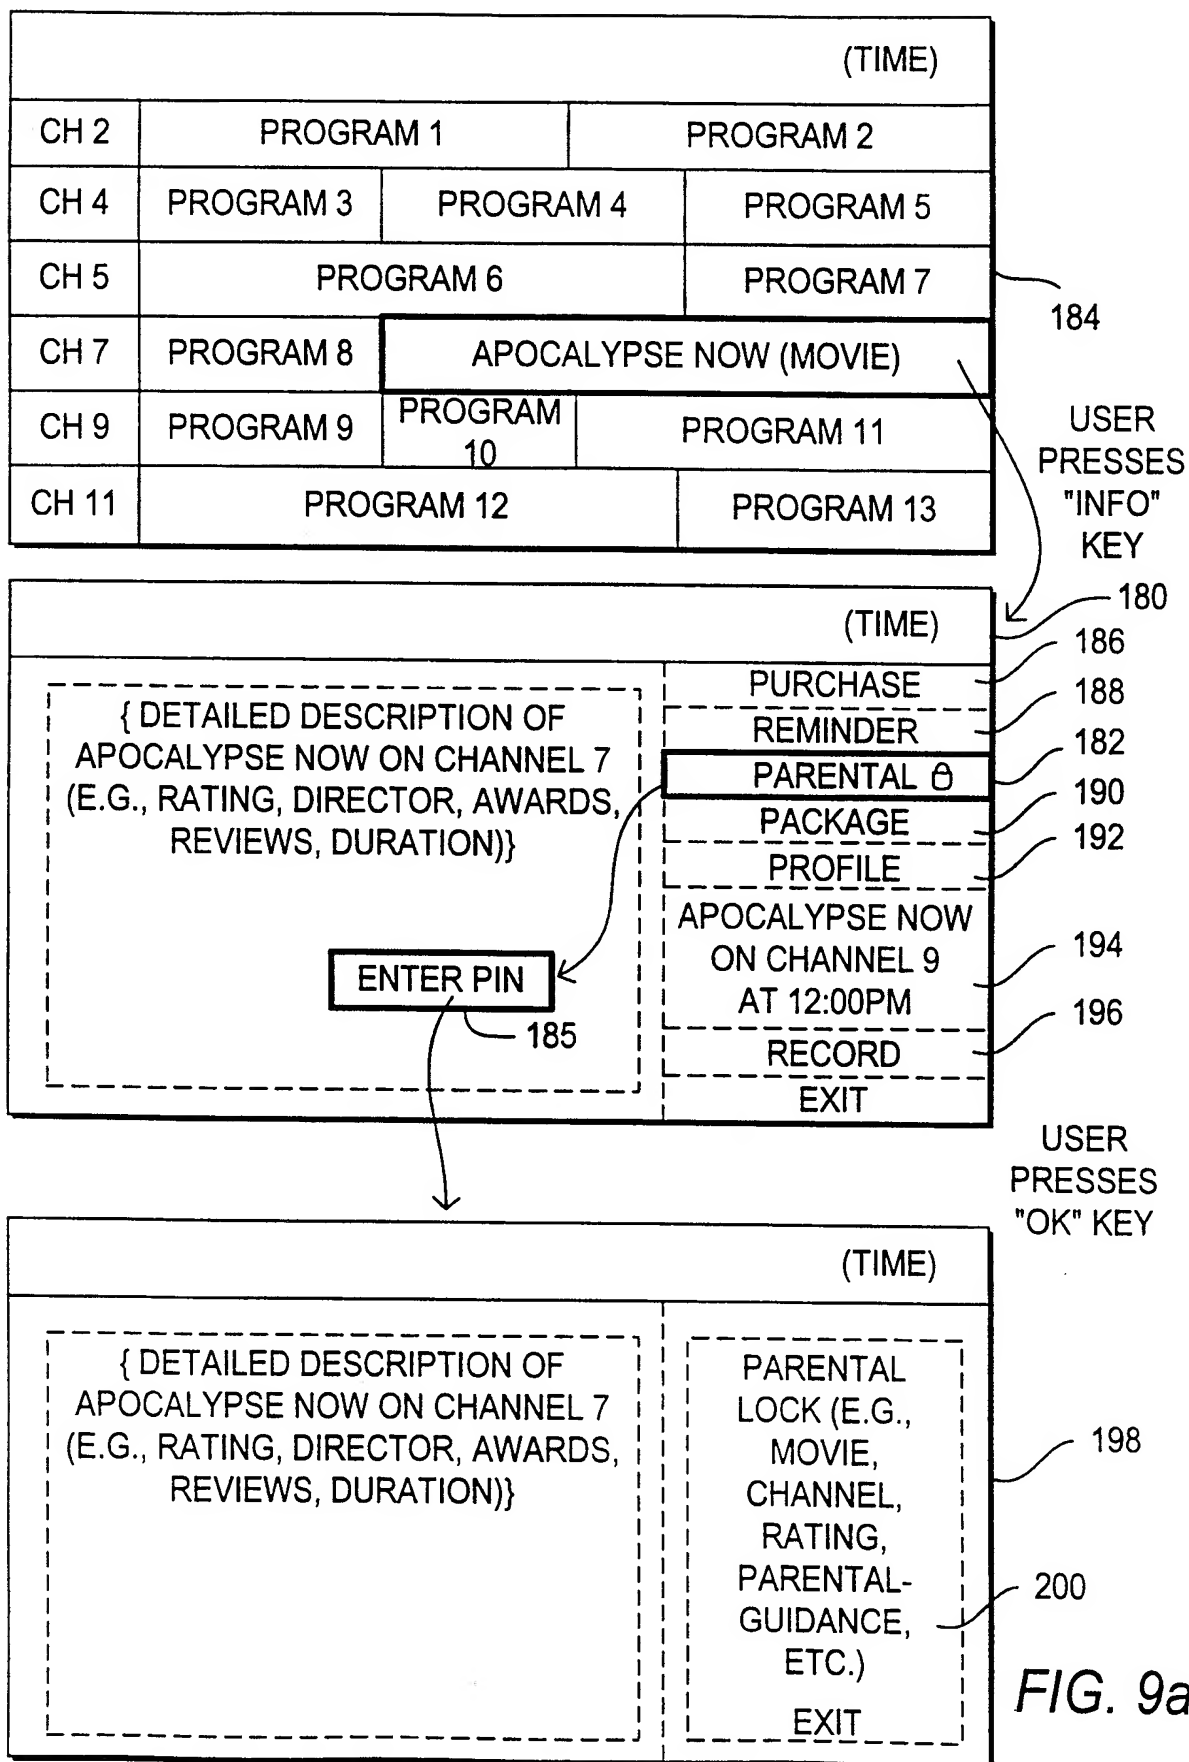 (TIME)
CH 2 PROGRAM 1 PROGRAM 2
CH 4 PROGRAM 3 PROGRAM 4 PROGRAM 5
CH 5 PROGRAM 6 PROGRAM 7
184
CH 7 PROGRAM 8 APOCALYPSE NOW (MOVIE)
CH 9 PROGRAM 9 PROGRAM
10 PROGRAM 11
CH 11 PROGRAM 12 PROGRAM 13
USER
PRESSES
"INFO"
KEY
(TIME)
180
{ DETAILED DESCRIPTION OF
APOCALYPSE NOW ON CHANNEL 7
(E.G., RATING, DIRECTOR, AWARDS,
REVIEWS, DURATION)}
ENTER PIN
185
PURCHASE
186
REMINDER
188
PARENTAL
182
PACKAGE
190
PROFILE
192
APOCALYPSE NOW
ON CHANNEL 9
AT 12:00PM
194
RECORD
196
EXIT
USER
PRESSES
"OK" KEY
(TIME)
{ DETAILED DESCRIPTION OF
APOCALYPSE NOW ON CHANNEL 7
(E.G., RATING, DIRECTOR, AWARDS,
REVIEWS, DURATION)}
PARENTAL
LOCK (E.G.,
MOVIE,
CHANNEL,
RATING,
PARENTAL-
GUIDANCE,
ETC.)
EXIT
198
200
FIG. 9a